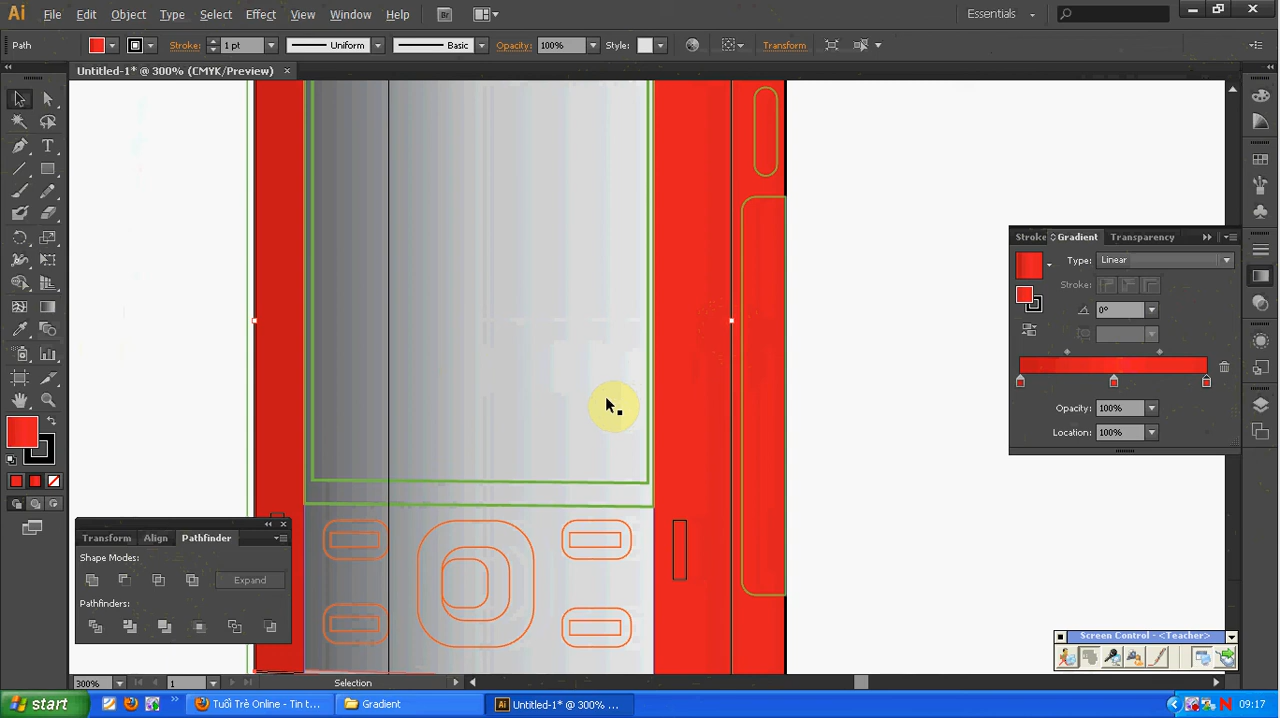 Ai File Edit Object Type Select Effect View Window Help Br Essentials
Path Stroke: 1 pt Uniform Basic Opacity: 100% Style: Transform
Untitled-1* @ 300% (CMYK/Preview)
Stroke Gradient Transparency
Type: Linear
Stroke:
0°
Opacity: 100%
Location: 100%
Transform Align Pathfinder
Shape Modes:
Expand
Pathfinders:
Screen Control - <Teacher>
300% 1 Selection
start Tuổi Trẻ Online - Tin t... Gradient Ai Untitled-1* @ 300% ... 09:17